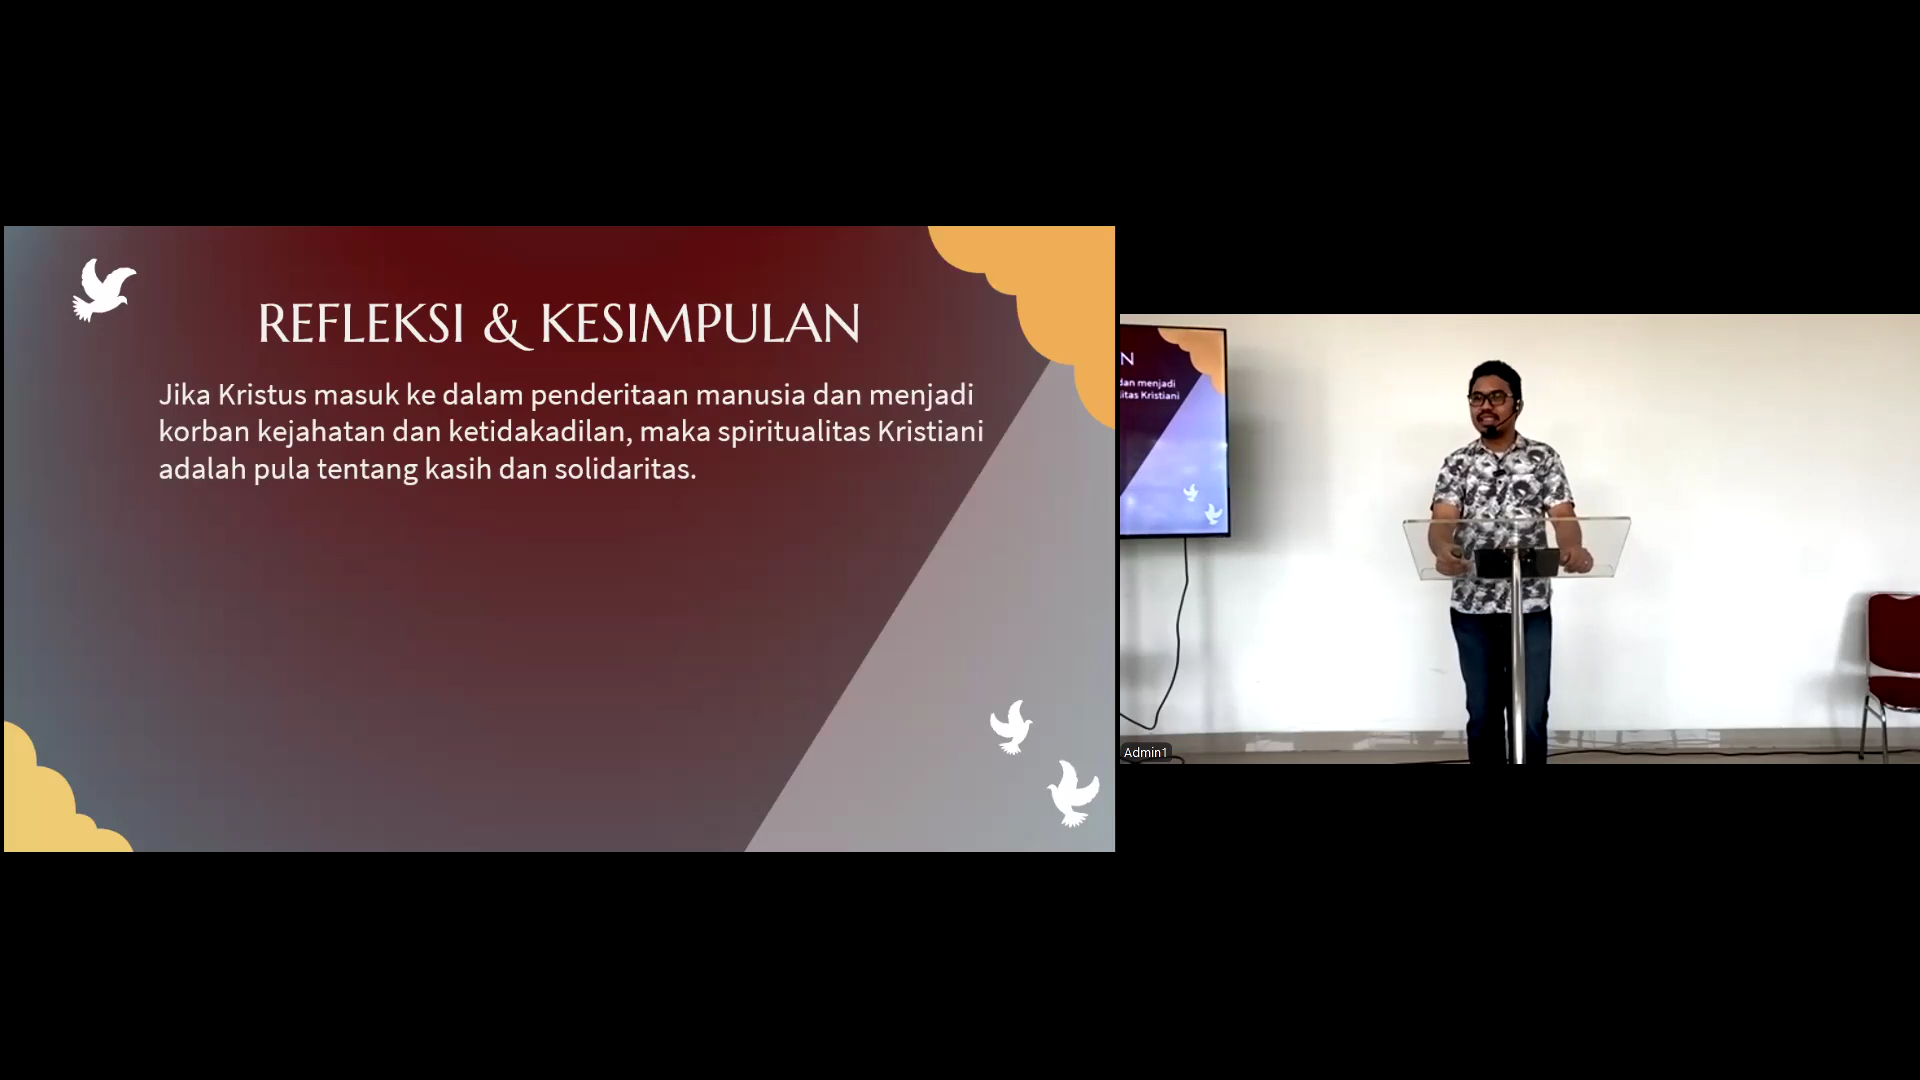 REFLEKSI & KESIMPULAN
Jika Kristus masuk ke dalam penderitaan manusia dan menjadi
korban kejahatan dan ketidakadilan, maka spiritualitas Kristiani
adalah pula tentang kasih dan solidaritas.
N
dan menjadi
litas Kristiani
Admin1